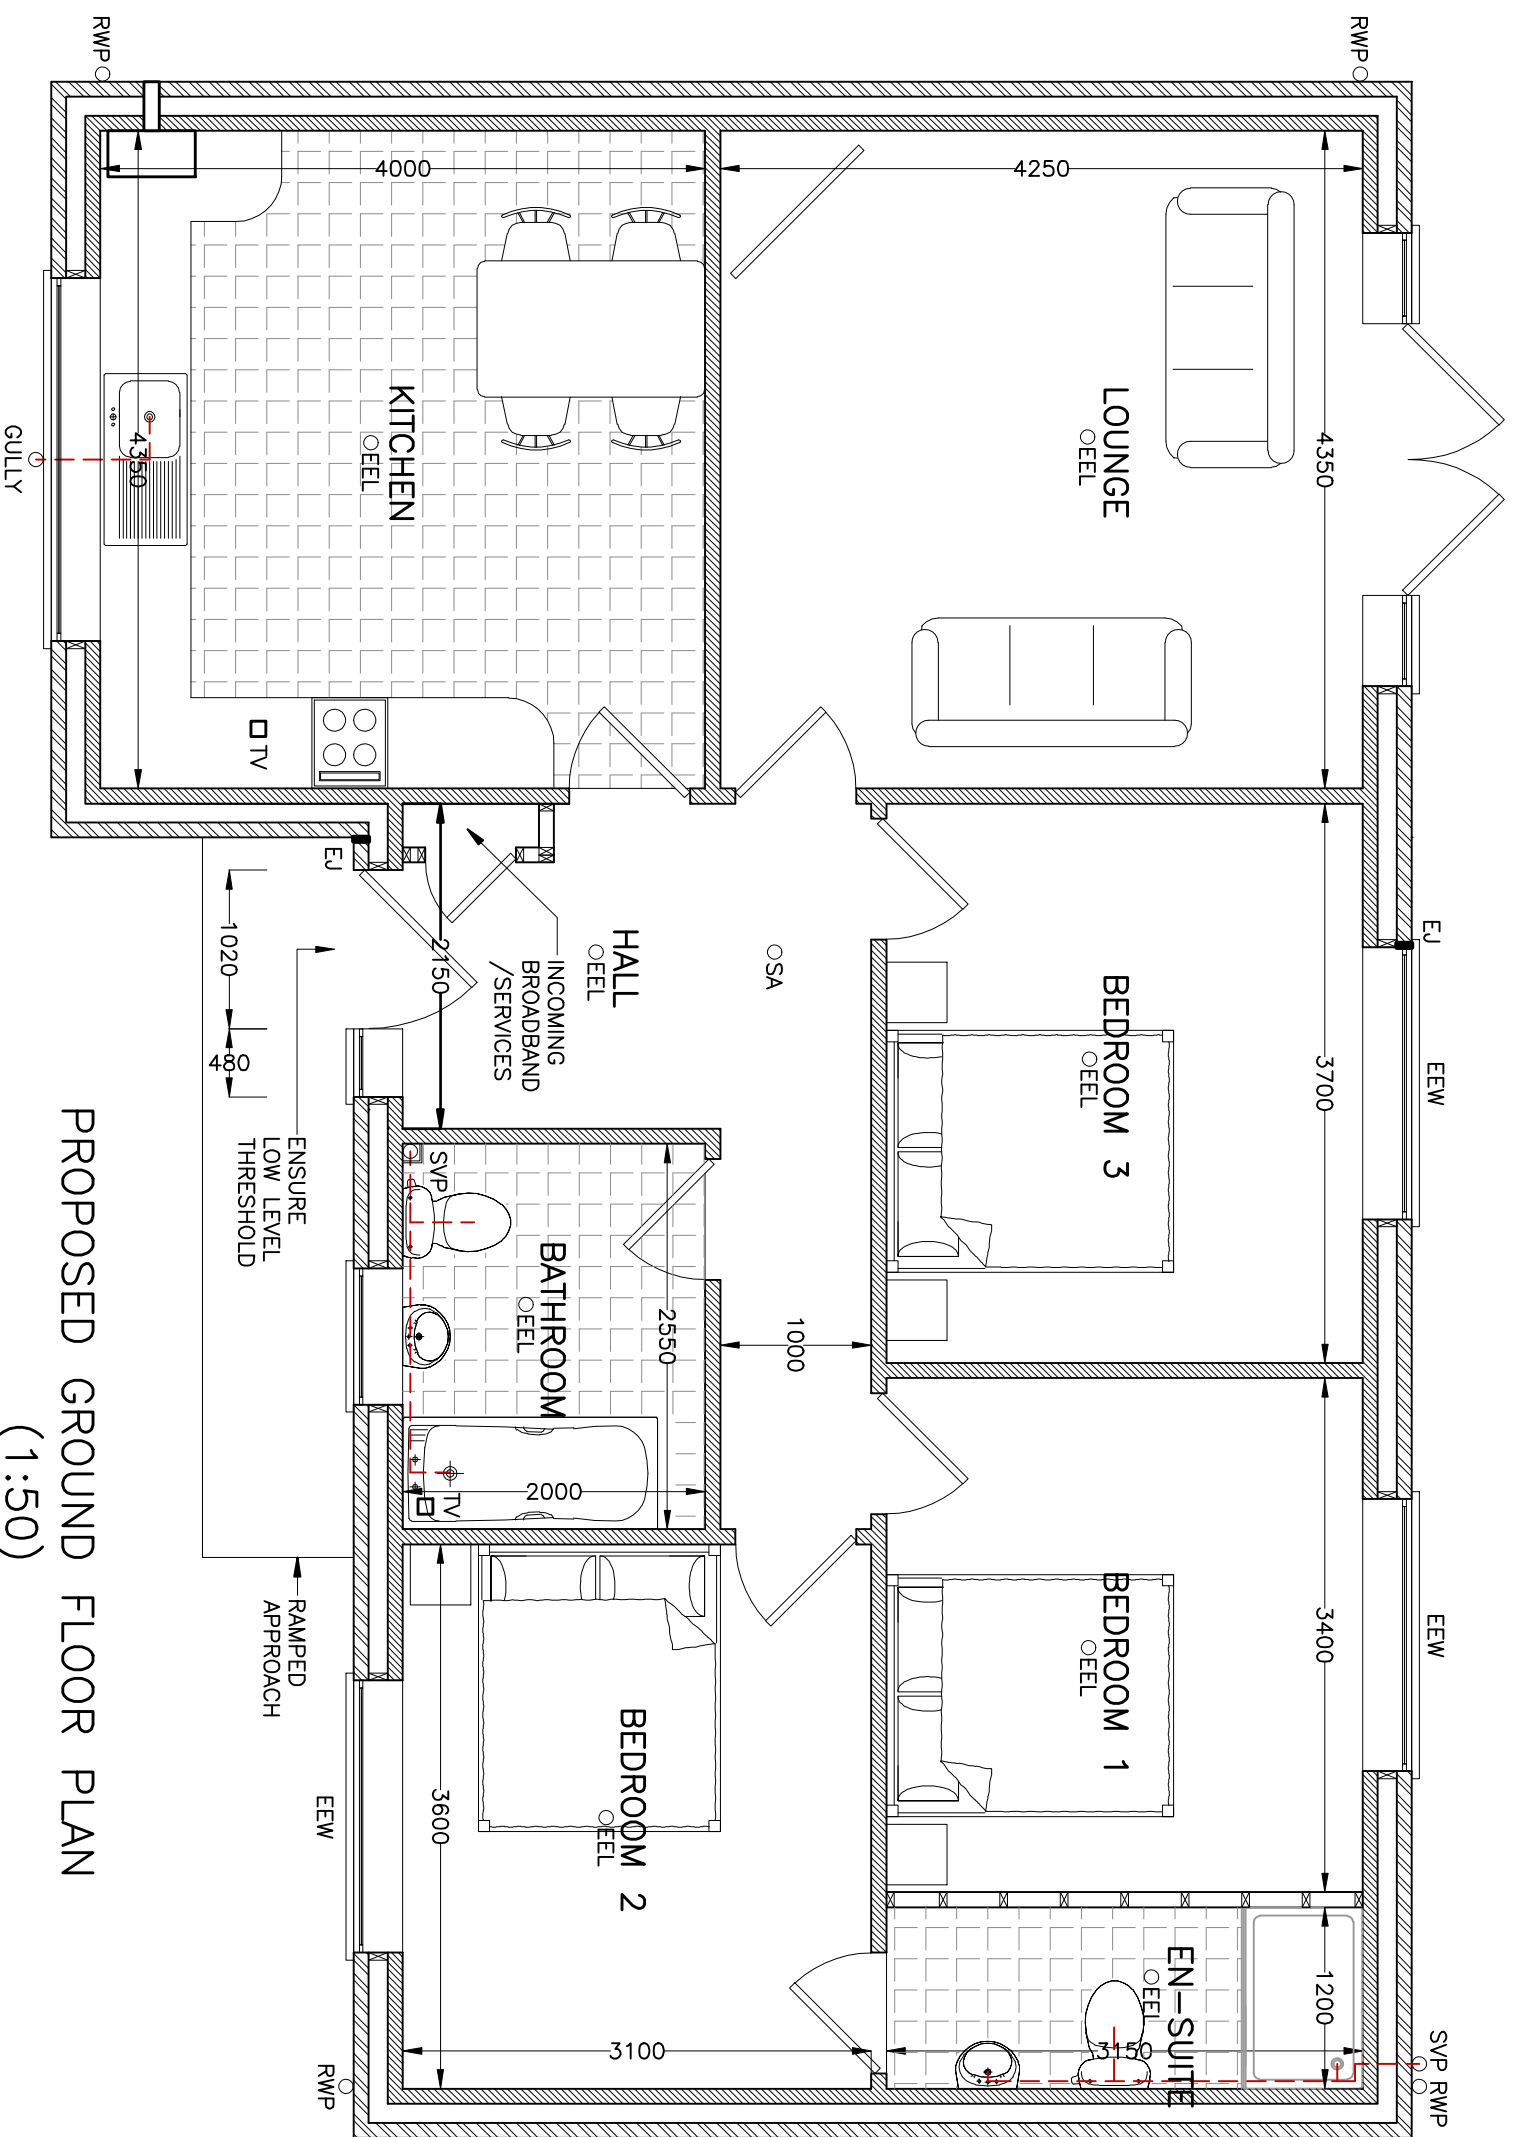 RWP
RWP
4000
4250
4350
LOUNGE
EEL
KITCHEN
EEL
4350
GULLY
TV
EJ
EJ
SA
HALL
EEL
INCOMING
BROADBAND
/SERVICES
2150
1020
480
ENSURE
LOW LEVEL
THRESHOLD
BEDROOM 3
EEL
3700
EEW
SVP
BATHROOM
EEL
2550
1000
2000
TV
BEDROOM 1
EEL
3400
EEW
RAMPED
APPROACH
BEDROOM 2
EEL
3600
EEW
3100
EN-SUITE
EEL
1200
3150
SVP
RWP
RWP
PROPOSED GROUND FLOOR PLAN
(1:50)